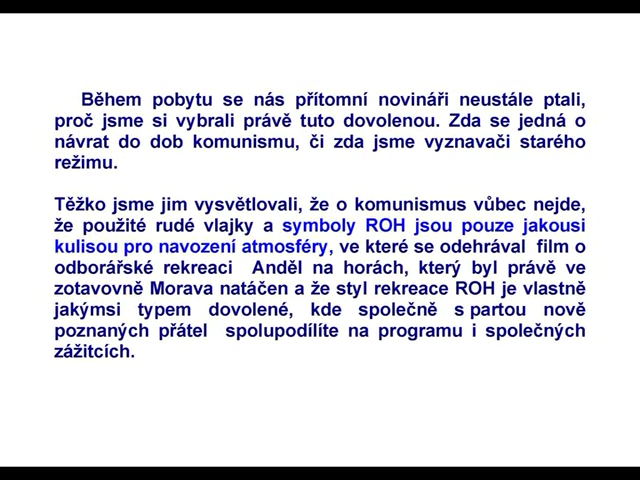 Během pobytu se nás přítomní novináři neustále ptali,
proč jsme si vybrali právě tuto dovolenou. Zda se jedná o
návrat do dob komunismu, či zda jsme vyznavači starého
režimu.
Těžko jsme jim vysvětlovali, že o komunismus vůbec nejde,
že použité rudé vlajky a symboly ROH jsou pouze jakousi
kulisou pro navození atmosféry, ve které se odehrával film o
odborářské rekreaci Anděl na horách, který byl právě ve
zotavovně Morava natáčen a že styl rekreace ROH je vlastně
jakýmsi typem dovolené, kde společně s partou nově
poznaných přátel spolupodílíte na programu i společných
zážitcích.